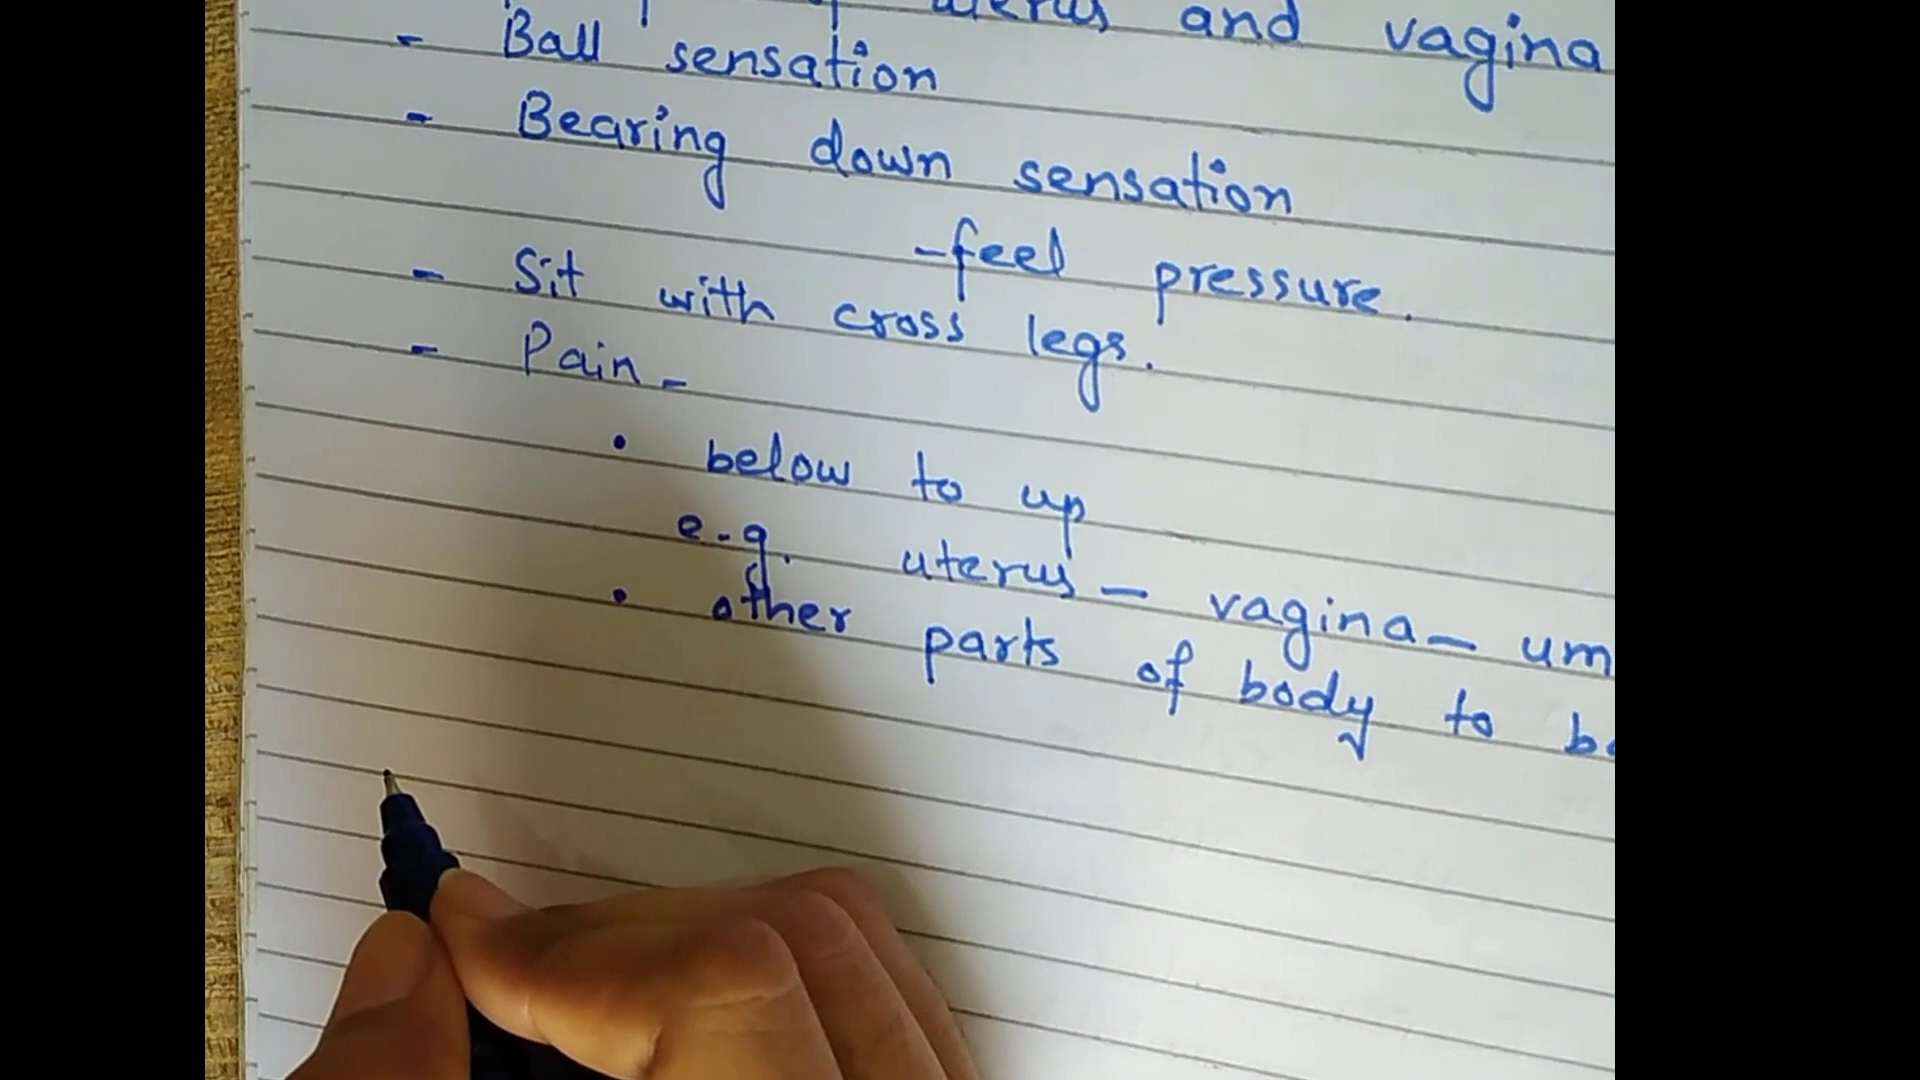 uterus and vagina
- Ball sensation
- Bearing down sensation
- feel pressure.
- Sit with cross legs.
- Pain -
• below to up
e.g. uterus - vagina - um
• other parts of body to